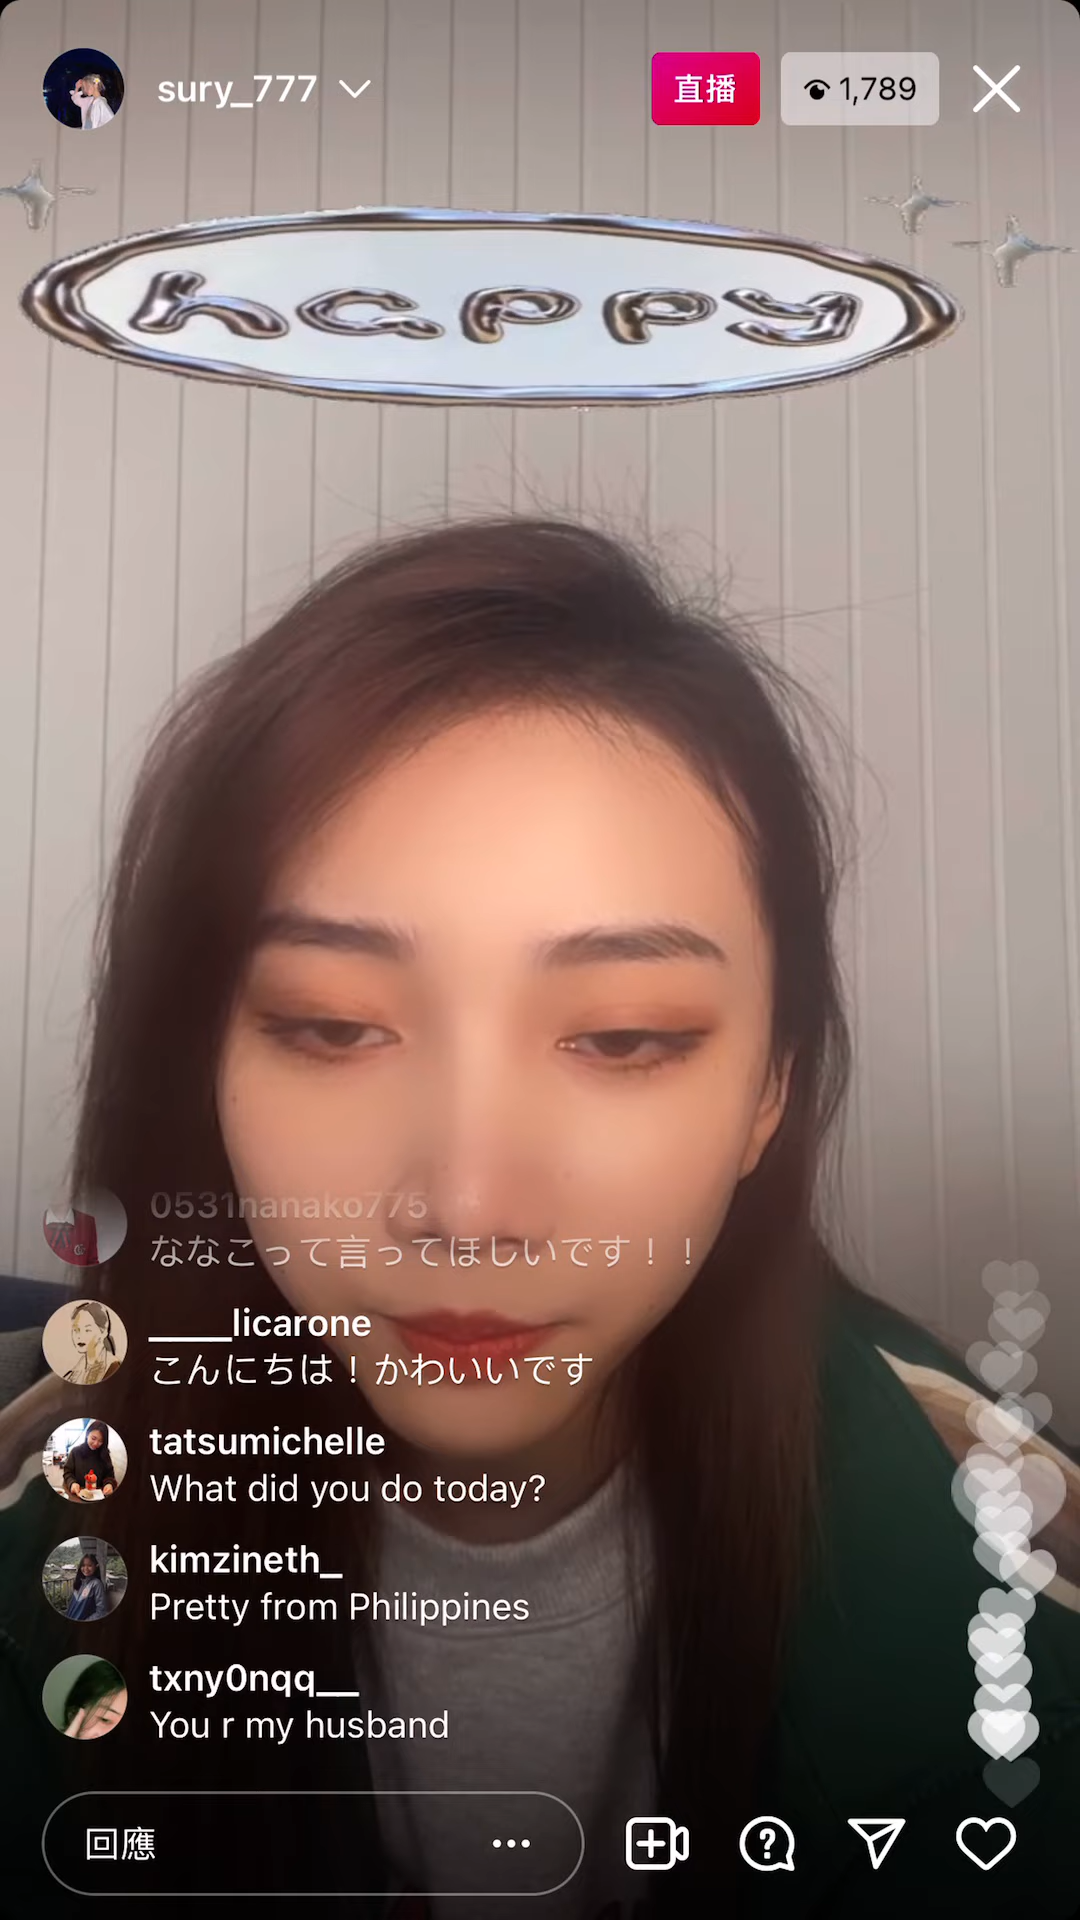 sury_777
直播
1,789
happy
0531nanako775
ななこって言ってほしいです！！
____licarone
こんにちは！かわいいです
tatsumichelle
What did you do today?
kimzineth_
Pretty from Philippines
txny0nqq__
You r my husband
回應